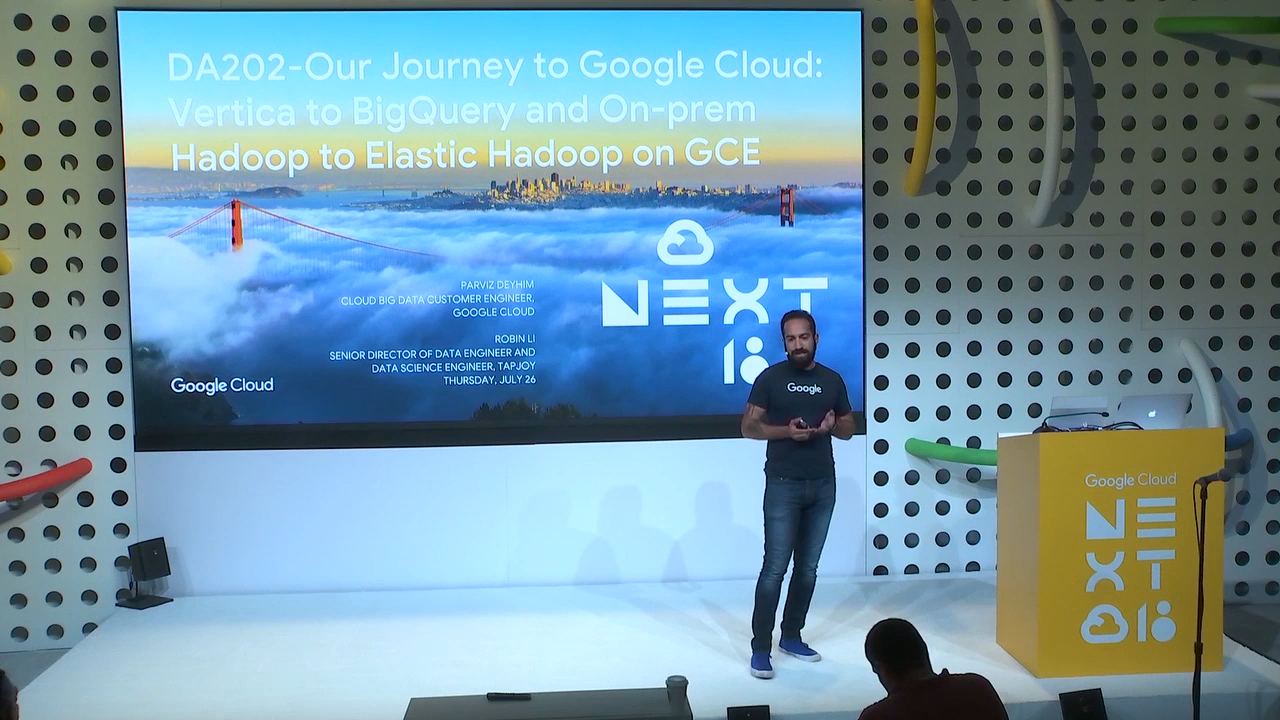 DA202-Our Journey to Google Cloud:
Vertica to BigQuery and On-prem
Hadoop to Elastic Hadoop on GCE
PARVIZ DEYHIM
CLOUD BIG DATA CUSTOMER ENGINEER,
GOOGLE CLOUD
ROBIN LI
SENIOR DIRECTOR OF DATA ENGINEER AND
DATA SCIENCE ENGINEER, TAPJOY
THURSDAY, JULY 26
Google Cloud
NEXT
18
Google
Google Cloud
NE
XT
18